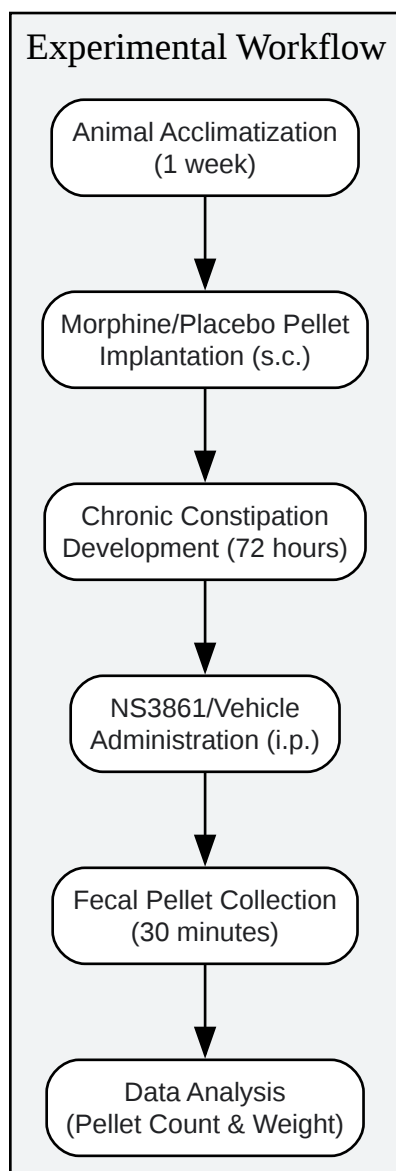 Experimental Workflow
Animal Acclimatization
(1 week)
Morphine/Placebo Pellet
Implantation (s.c.)
Chronic Constipation
Development (72 hours)
NS3861/Vehicle
Administration (i.p.)
Fecal Pellet Collection
(30 minutes)
Data Analysis
(Pellet Count & Weight)